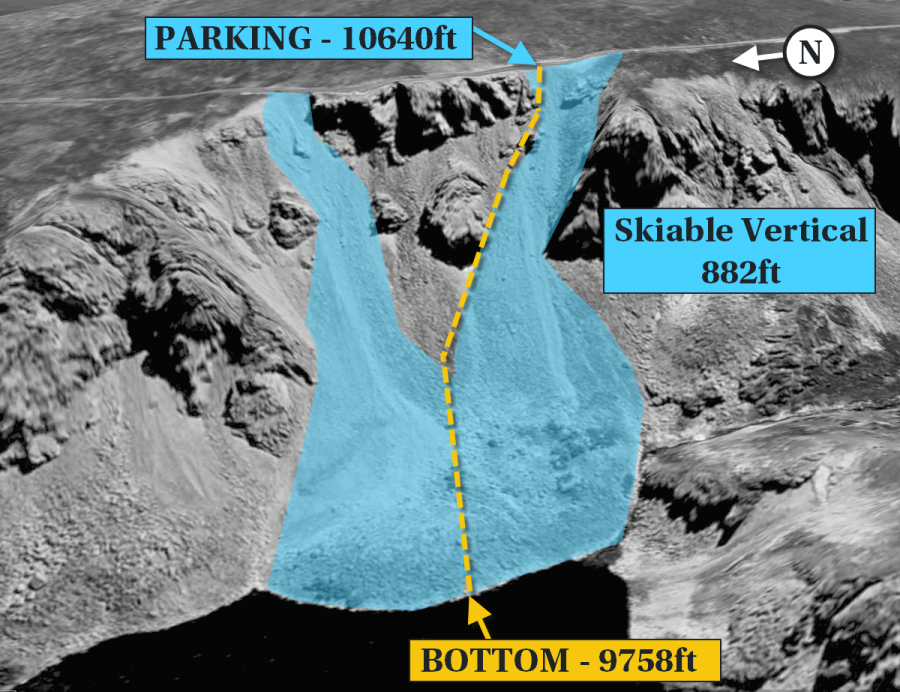 PARKING - 10640ft
N
Skiable Vertical
882ft
BOTTOM - 9758ft